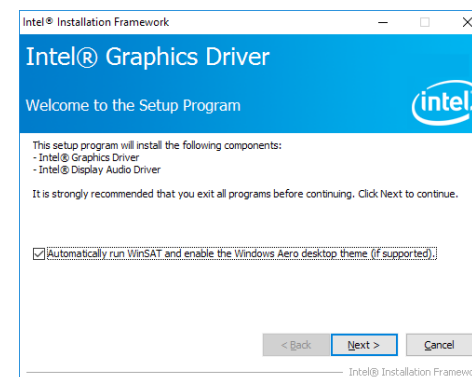 Intel® Installation Framework
Intel® Graphics Driver
Welcome to the Setup Program
intel
This setup program will install the following components:
- Intel® Graphics Driver
- Intel® Display Audio Driver
It is strongly recommended that you exit all programs before continuing. Click Next to continue.
Automatically run WinSAT and enable the Windows Aero desktop theme (if supported).
< Back
Next >
Cancel
Intel® Installation Framewo